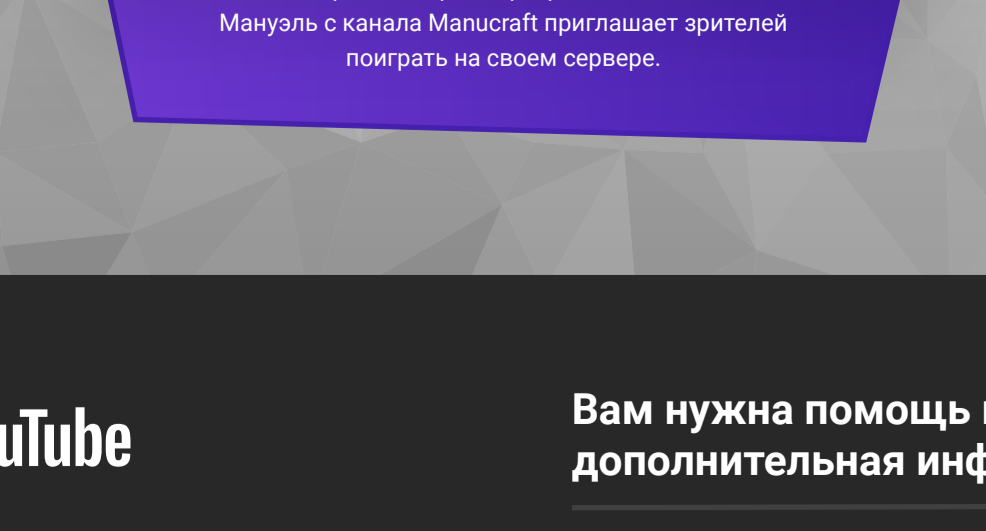 Мануэль с канала Manucraft приглашает зрителей
поиграть на своем сервере.
uTube
Вам нужна помощь
дополнительная инф